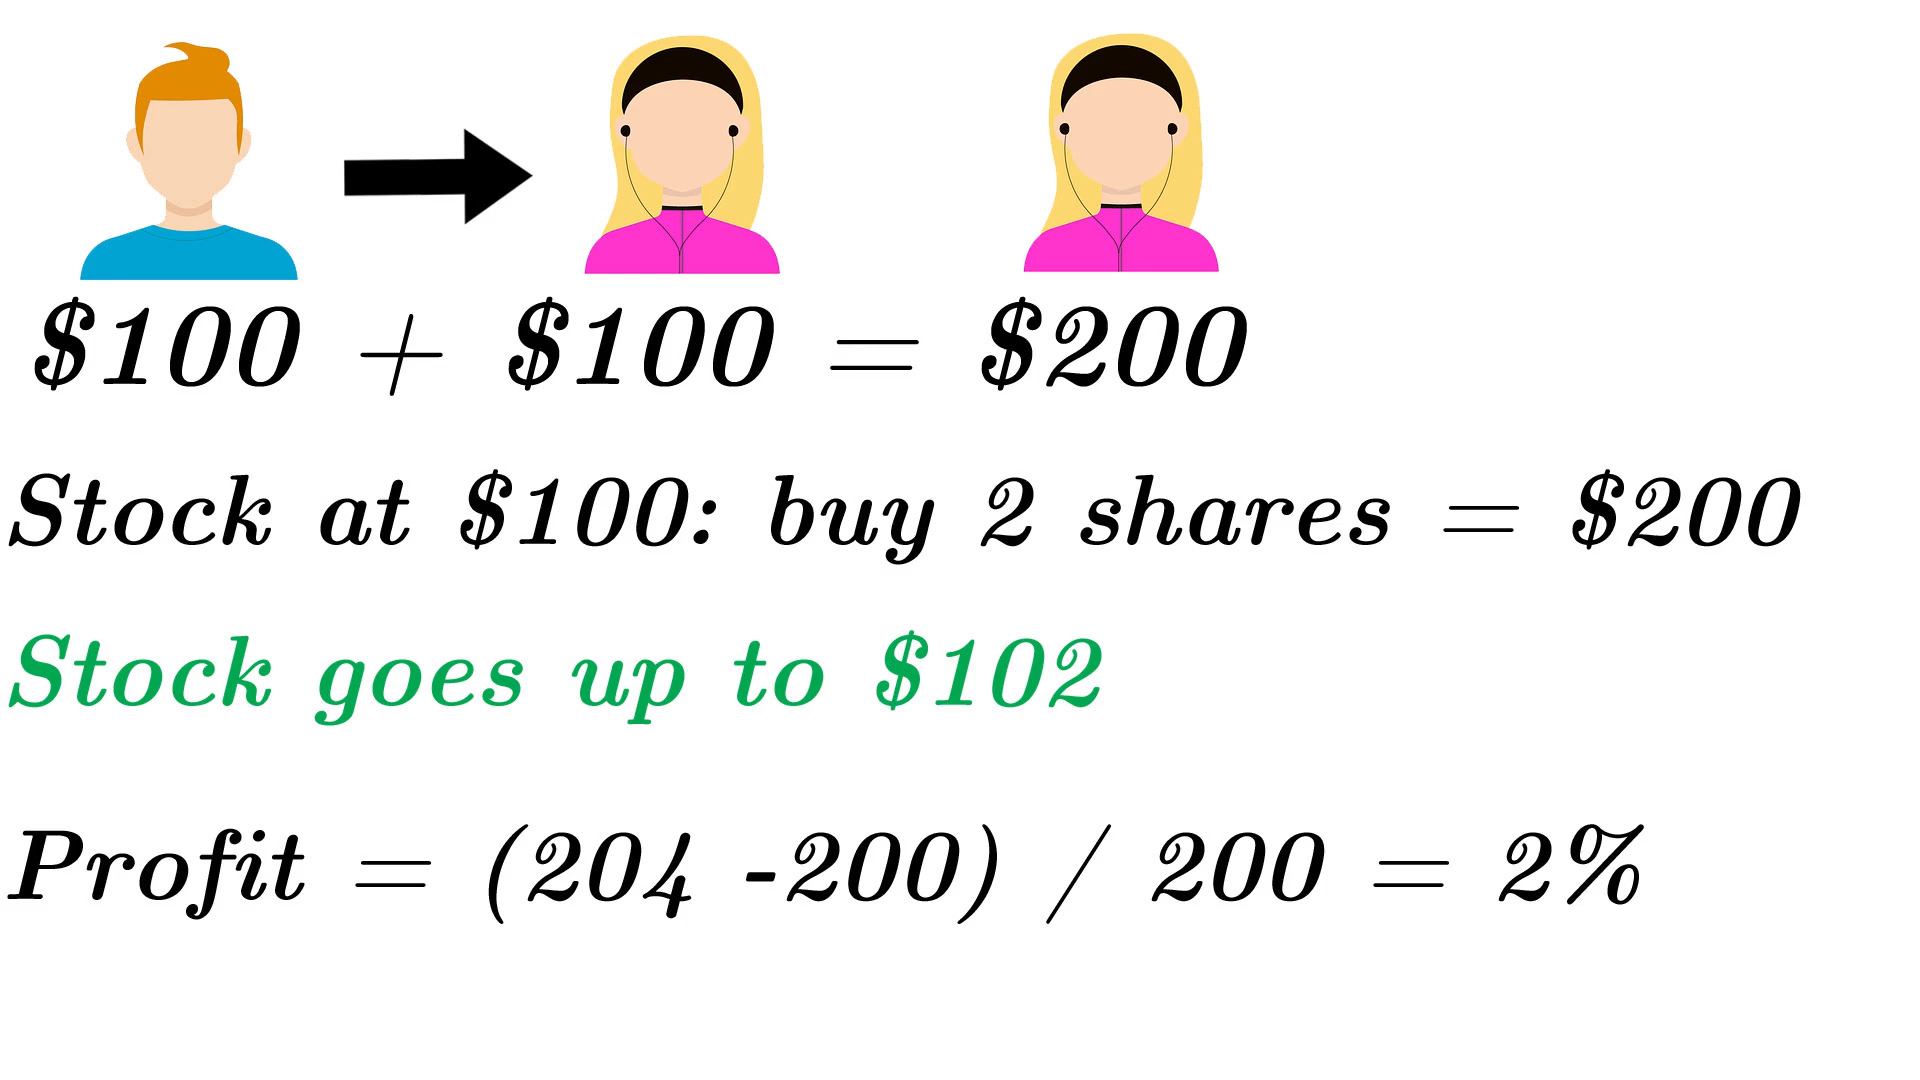 $100 + $100 = $200
Stock at $100: buy 2 shares = $200
Stock goes up to $102
Profit = (204 -200) / 200 = 2%